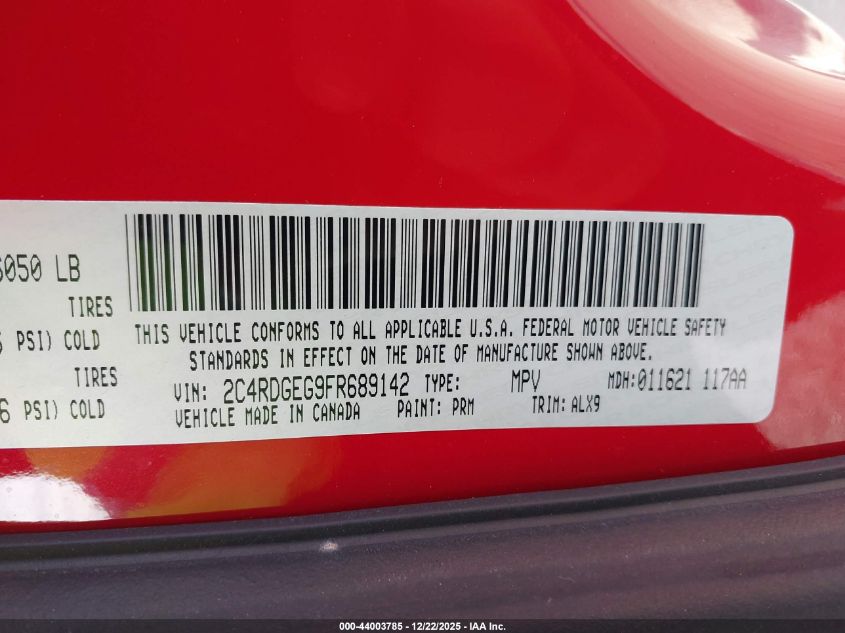 6050 LB
TIRES
PSI) COLD
TIRES
6 PSI) COLD
THIS VEHICLE CONFORMS TO ALL APPLICABLE U.S.A. FEDERAL MOTOR VEHICLE SAFETY
STANDARDS IN EFFECT ON THE DATE OF MANUFACTURE SHOWN ABOVE.
VIN: 2C4RDGEG9FR689142 TYPE: MPV MDH:011621 117AA
VEHICLE MADE IN CANADA PAINT: PRM TRIM: ALX9
000-44003785 - 12/22/2025 - IAA Inc.